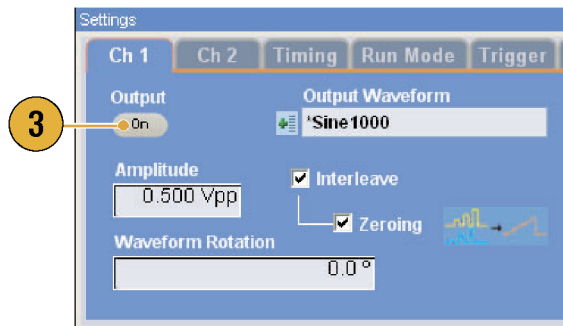 Settings
Ch 1 Ch 2 Timing Run Mode Trigger
Output Output Waveform
3 On *Sine1000
Amplitude
0.500 Vpp Interleave
Zeroing
Waveform Rotation
0.0 °